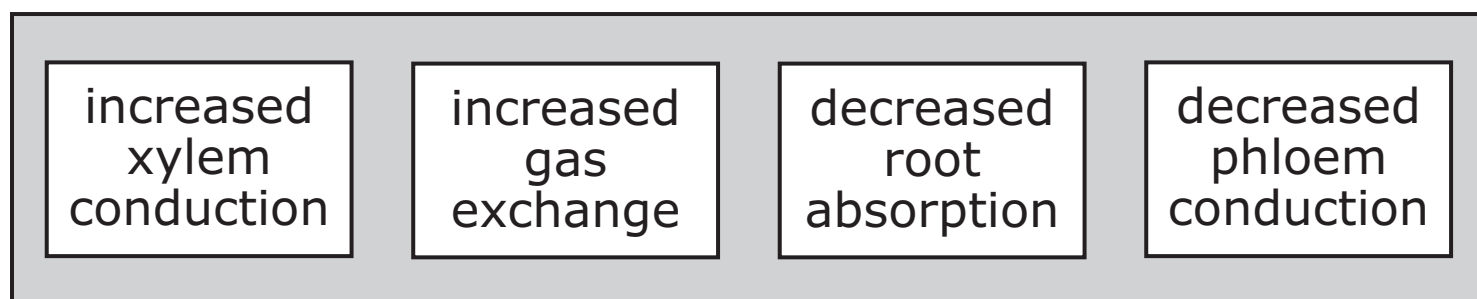 increased
xylem
conduction
increased
gas
exchange
decreased
root
absorption
decreased
phloem
conduction